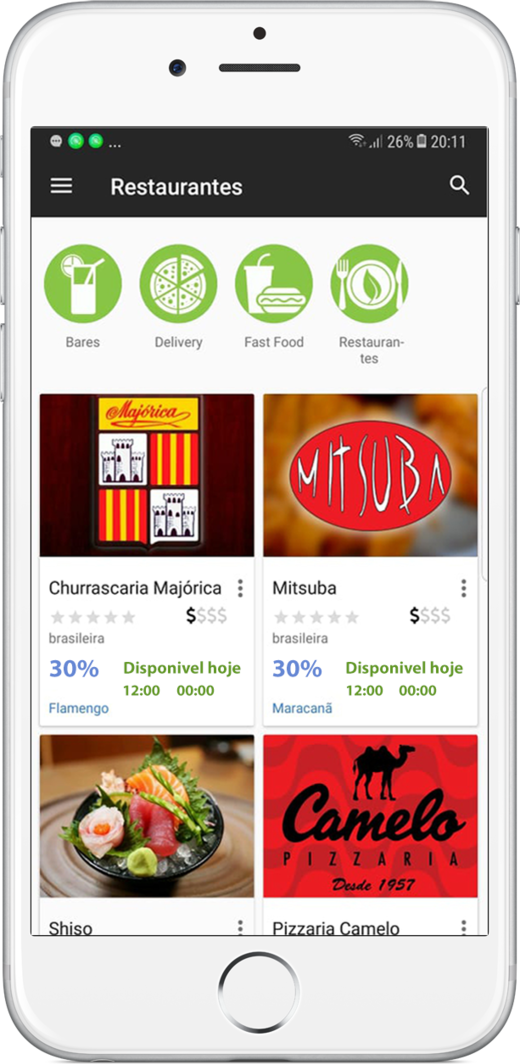 ... 26% 20:11
Restaurantes
Bares
Delivery
Fast Food
Restauran-
tes
Majórica
MITSUBA
Churrascaria Majórica
$$$$
brasileira
30% Disponivel hoje
12:00 00:00
Flamengo
Mitsuba
$$$$
brasileira
30% Disponivel hoje
12:00 00:00
Maracanã
Camelo
PIZZARIA
Desde 1957
Shiso
Pizzaria Camelo